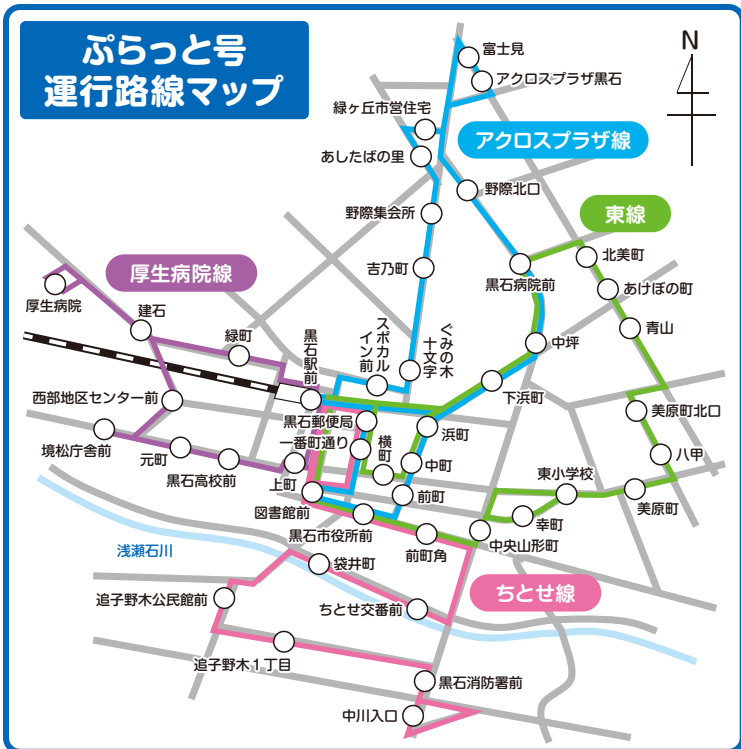 ぷらっと号
運行路線マップ
N
富士見
アクロスプラザ黒石
緑ヶ丘市営住宅
アクロスプラザ線
あしたばの里
野際北口
野際集会所
東線
北美町
厚生病院線
吉乃町
黒石病院前
あけぼの町
厚生病院
建石
青山
緑町
黒石駅前
スポカル
イン前
ぐみの木
十文字
中坪
下浜町
西部地区センター前
黒石郵便局
美原町北口
境松庁舎前
一番町通り
横町
浜町
元町
中町
八甲
黒石高校前
上町
前町
東小学校
図書館前
美原町
黒石市役所前
幸町
前町角
中央山形町
浅瀬石川
袋井町
ちとせ線
追子野木公民館前
ちとせ交番前
追子野木1丁目
黒石消防署前
中川入口